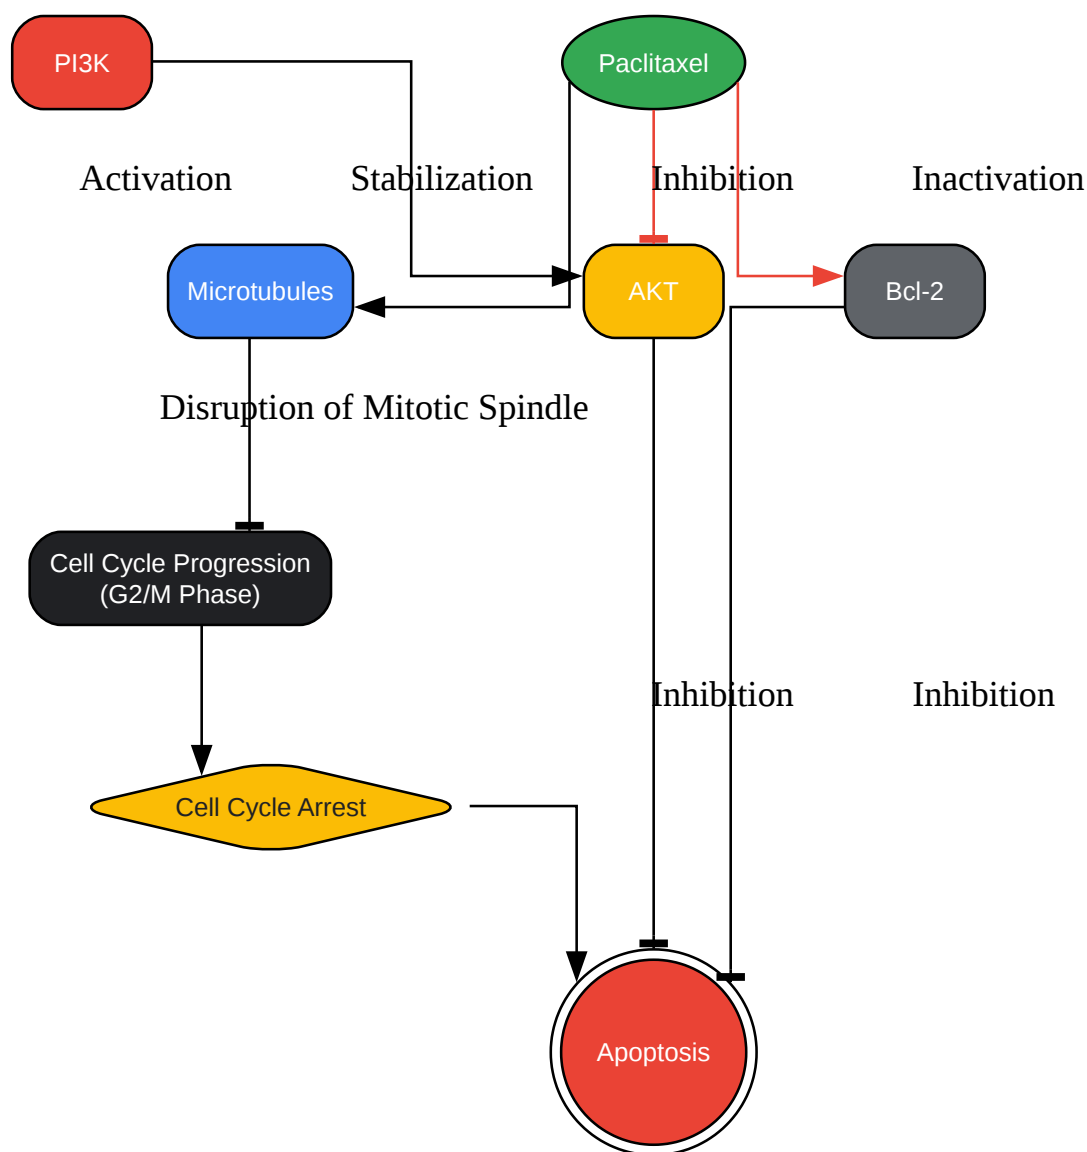 PI3K
Paclitaxel
Activation
Stabilization
Inhibition
Inactivation
Microtubules
AKT
Bcl-2
Disruption of Mitotic Spindle
Cell Cycle Progression
(G2/M Phase)
Inhibition
Inhibition
Cell Cycle Arrest
Apoptosis